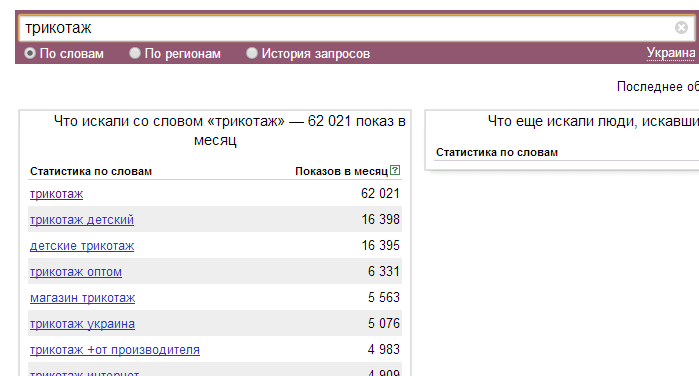 трикотаж
По словам По регионам История запросов Украина
Последнее об
Что искали со словом «трикотаж» — 62 021 показ в
месяц
Статистика по словам Показов в месяц ?
трикотаж 62 021
трикотаж детский 16 398
детские трикотаж 16 395
трикотаж оптом 6 331
магазин трикотаж 5 563
трикотаж украина 5 076
трикотаж +от производителя 4 983
трикотаж интернет 4 909
Что еще искали люди, искавши
Статистика по словам